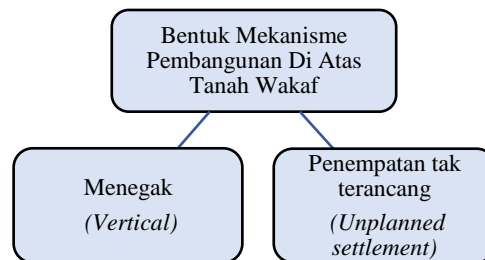 Bentuk Mekanisme
Pembangunan Di Atas
Tanah Wakaf
Menegak
(Vertical)
Penempatan tak
terancang
(Unplanned
settlement)